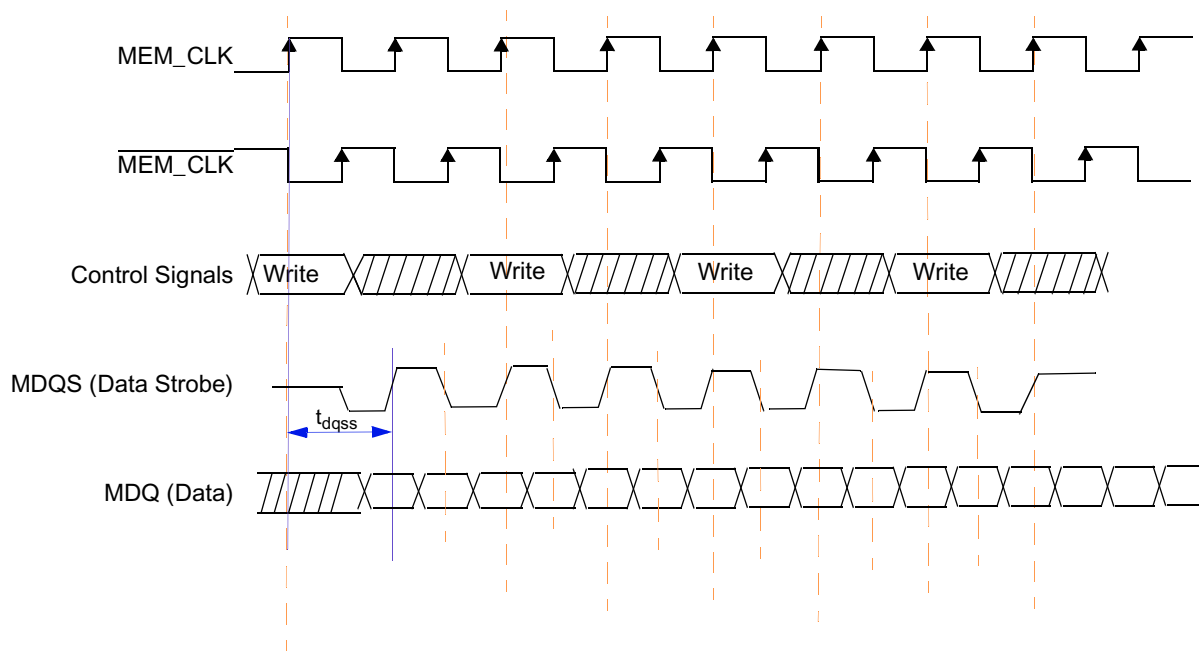 MEM_CLK
MEM_CLK
Control Signals Write Write Write Write
MDQS (Data Strobe)
tdqss
MDQ (Data)